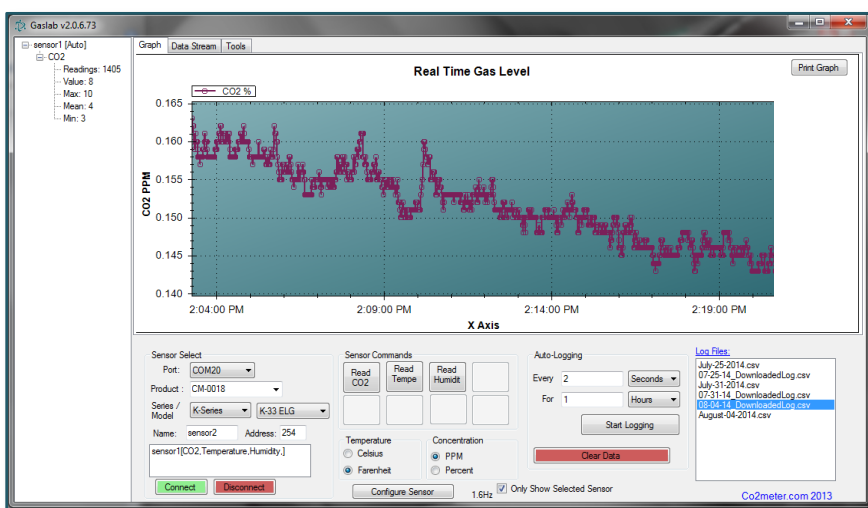 Gaslab v2.0.6.73
sensor1 [Auto]
CO2
Readings: 1405
Value: 8
Max: 10
Mean: 4
Min: 3
Graph Data Stream Tools
Real Time Gas Level
Print Graph
CO2 %
CO2 PPM
0.165
0.160
0.155
0.150
0.145
0.140
2:04:00 PM 2:09:00 PM 2:14:00 PM 2:19:00 PM
X Axis
Sensor Select
Port: COM20
Product : CM-0018
Series / Model K-Series K-33 ELG
Name: sensor2 Address: 254
sensor1[CO2,Temperature,Humidity,]
Connect Disconnect
Sensor Commands
Read CO2 Read Tempe Read Humidit
Temperature
Celsius
Farenheit
Concentration
PPM
Percent
Configure Sensor
1.6Hz
Only Show Selected Sensor
Auto-Logging
Every 2 Seconds
For 1 Hours
Start Logging
Clear Data
Log Files:
July-25-2014.csv
07-25-14_DownloadedLog.csv
July-31-2014.csv
07-31-14_DownloadedLog.csv
08-04-14_DownloadedLog.csv
August-04-2014.csv
Co2meter.com 2013